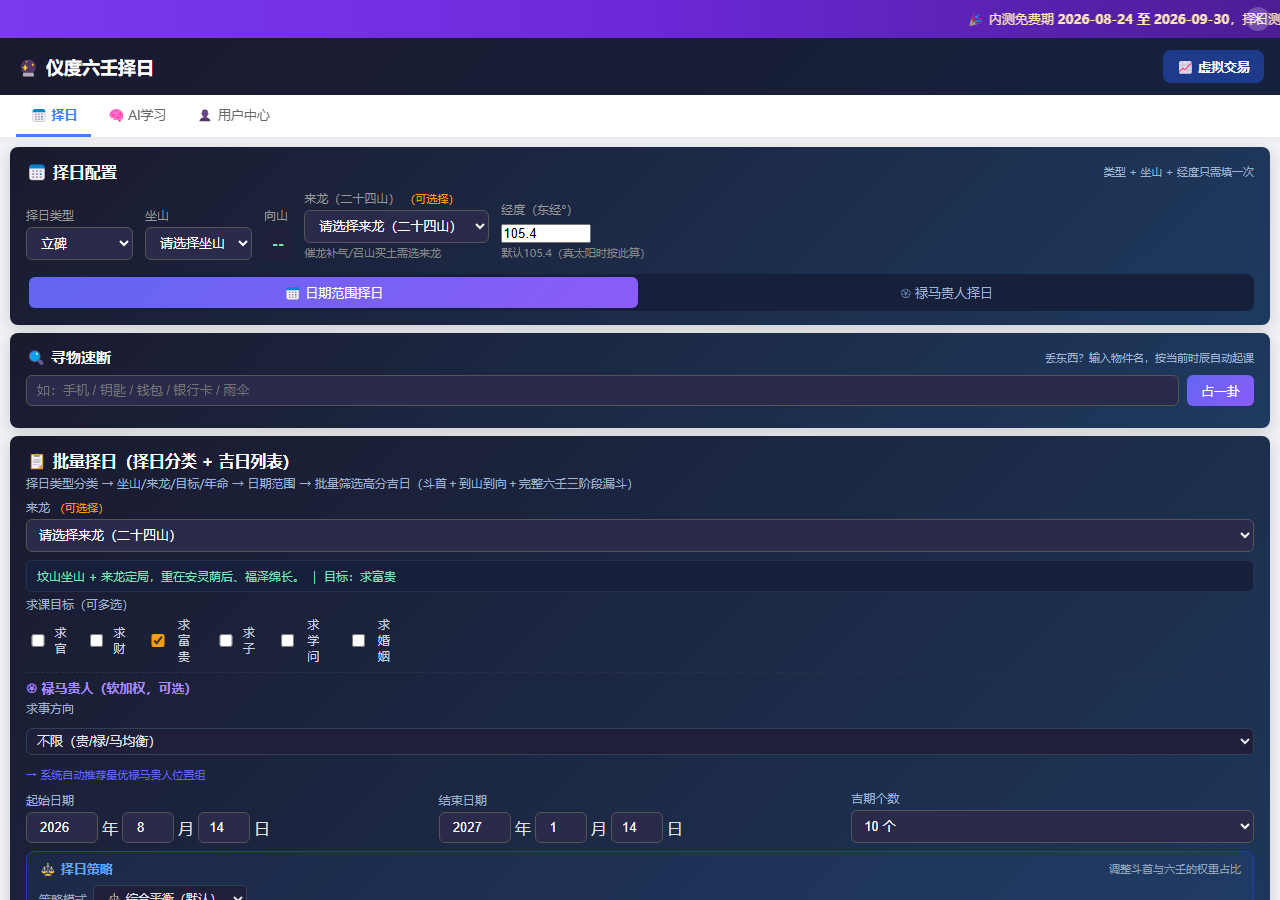 🎉 内测免费期 2026-08-24 至 2026-09-30，择日测
🔮 仪度六壬择日
📈 虚拟交易
📅 择日
🧠 AI学习
👤 用户中心
📅 择日配置
类型 + 坐山 + 经度只需填一次
择日类型
坐山
向山
来龙（二十四山） （可选择）
经度（东经°）
立碑
请选择坐山
--
请选择来龙（二十四山）
105.4
催龙补气/召山买土需选来龙
默认105.4（真太阳时按此算）
📅 日期范围择日
֍ 禄马贵人择日
🔍 寻物速断
丢东西？输入物件名，按当前时辰自动起课
如：手机 / 钥匙 / 钱包 / 银行卡 / 雨伞
占一卦
📋 批量择日（择日分类 + 吉日列表）
择日类型分类 → 坐山/来龙/目标/年命 → 日期范围 → 批量筛选高分吉日（斗首 + 到山到向 + 完整六壬三阶段漏斗）
来龙 （可选择）
请选择来龙（二十四山）
坟山坐山 + 来龙定局，重在安灵荫后、福泽绵长。 | 目标：求富贵
求课目标（可多选）
求官
求财
求富贵
求子
求学问
求婚姻
֍ 禄马贵人（软加权，可选）
求事方向
不限（贵/禄/马均衡）
→ 系统自动推荐最优禄马贵人位置组
起始日期
2026 年 8 月 14 日
结束日期
2027 年 1 月 14 日
吉期个数
10 个
⚖️ 择日策略
调整斗首与六壬的权重占比
策略模式
⚖️ 综合平衡（默认）